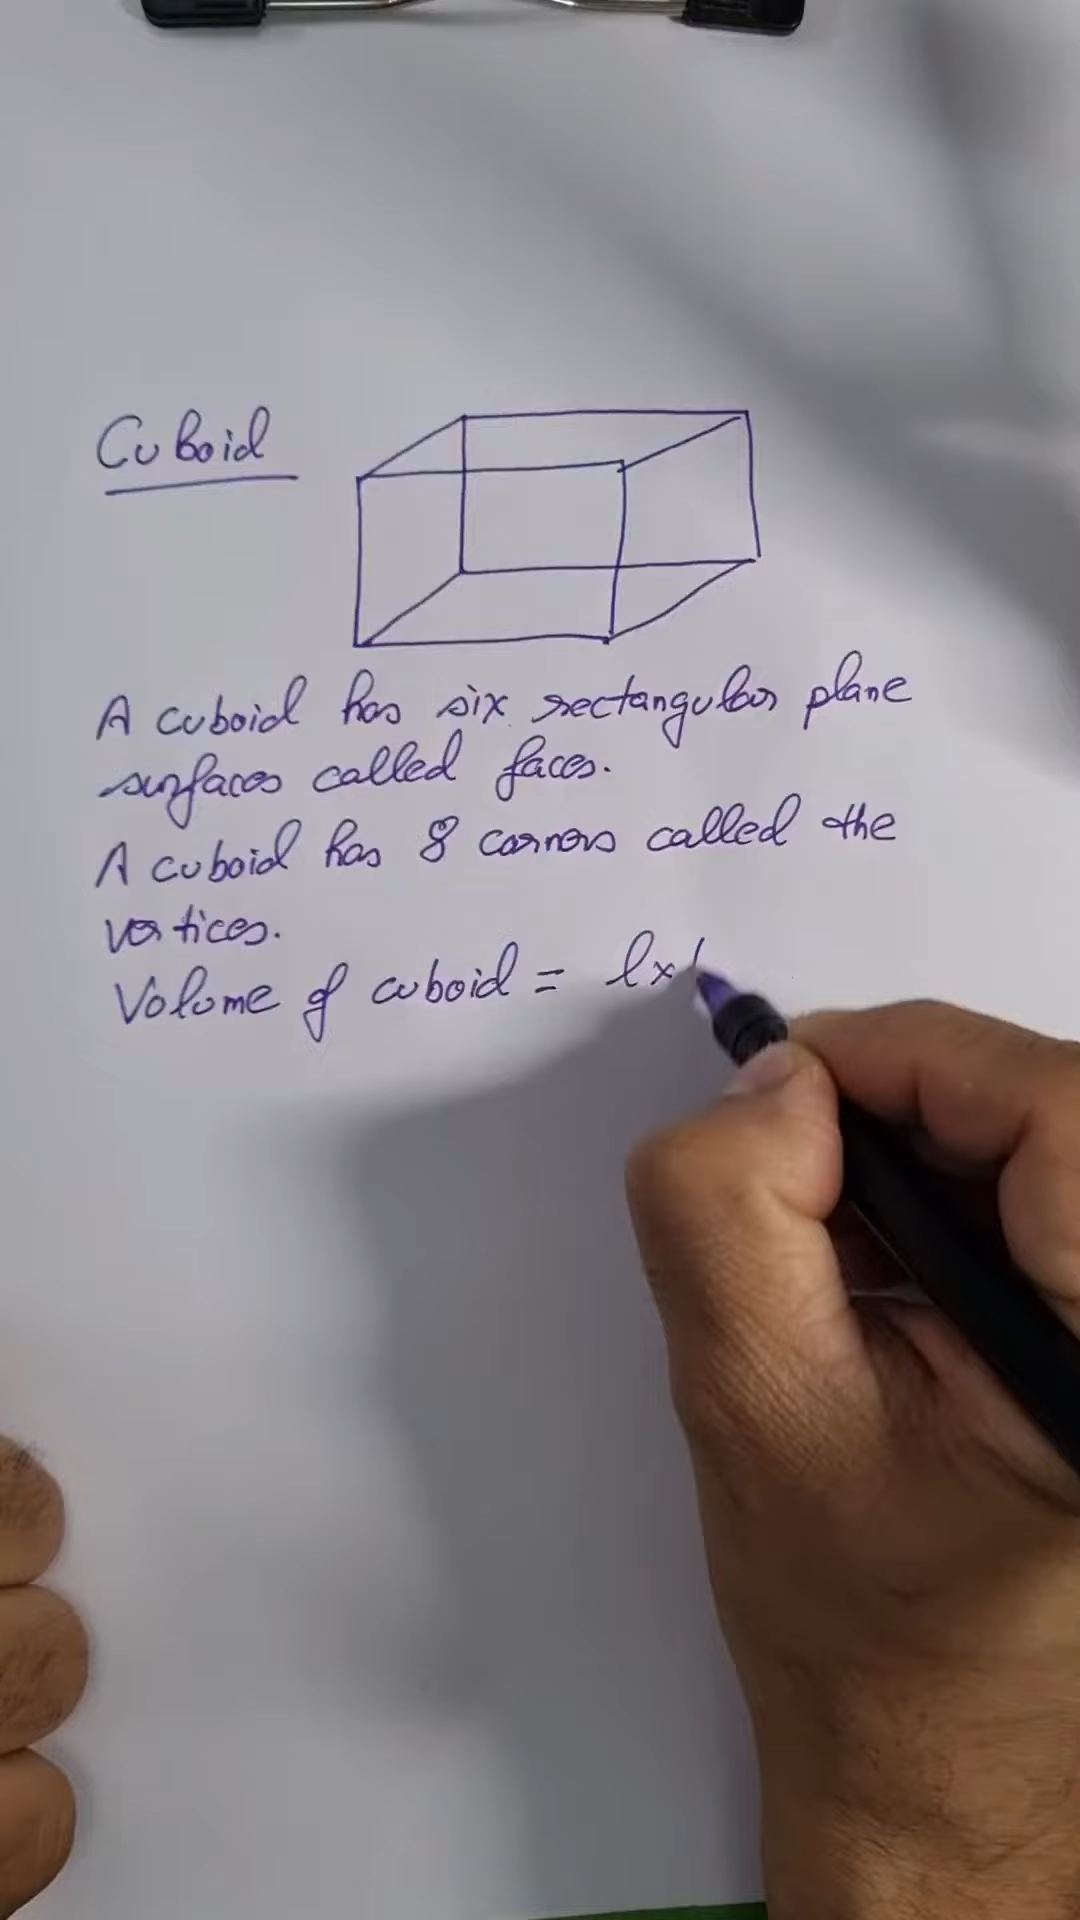 Cuboid
A cuboid has six rectangular plane
surfaces called faces.
A cuboid has 8 corners called the
vertices.
Volume of cuboid = l×